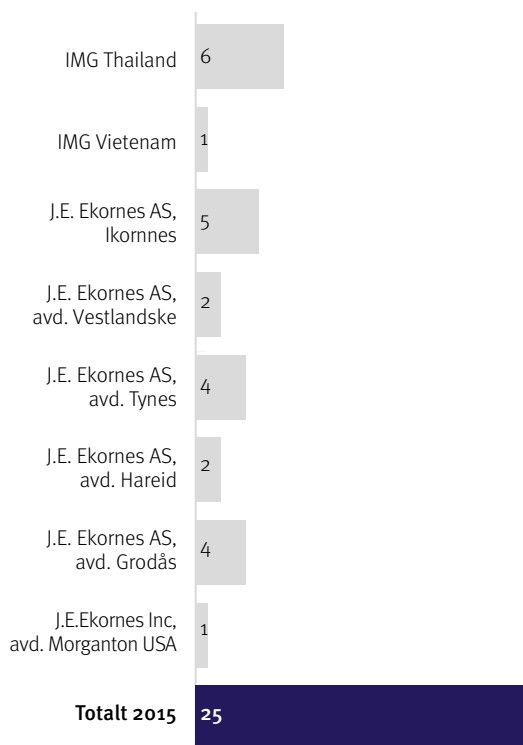 IMG Thailand 6
IMG Vietenam 1
J.E. Ekornes AS,
Ikornnes 5
J.E. Ekornes AS,
avd. Vestlandske 2
J.E. Ekornes AS,
avd. Tynes 4
J.E. Ekornes AS,
avd. Hareid 2
J.E. Ekornes AS,
avd. Grodås 4
J.E.Ekornes Inc,
avd. Morganton USA 1
Totalt 2015 25